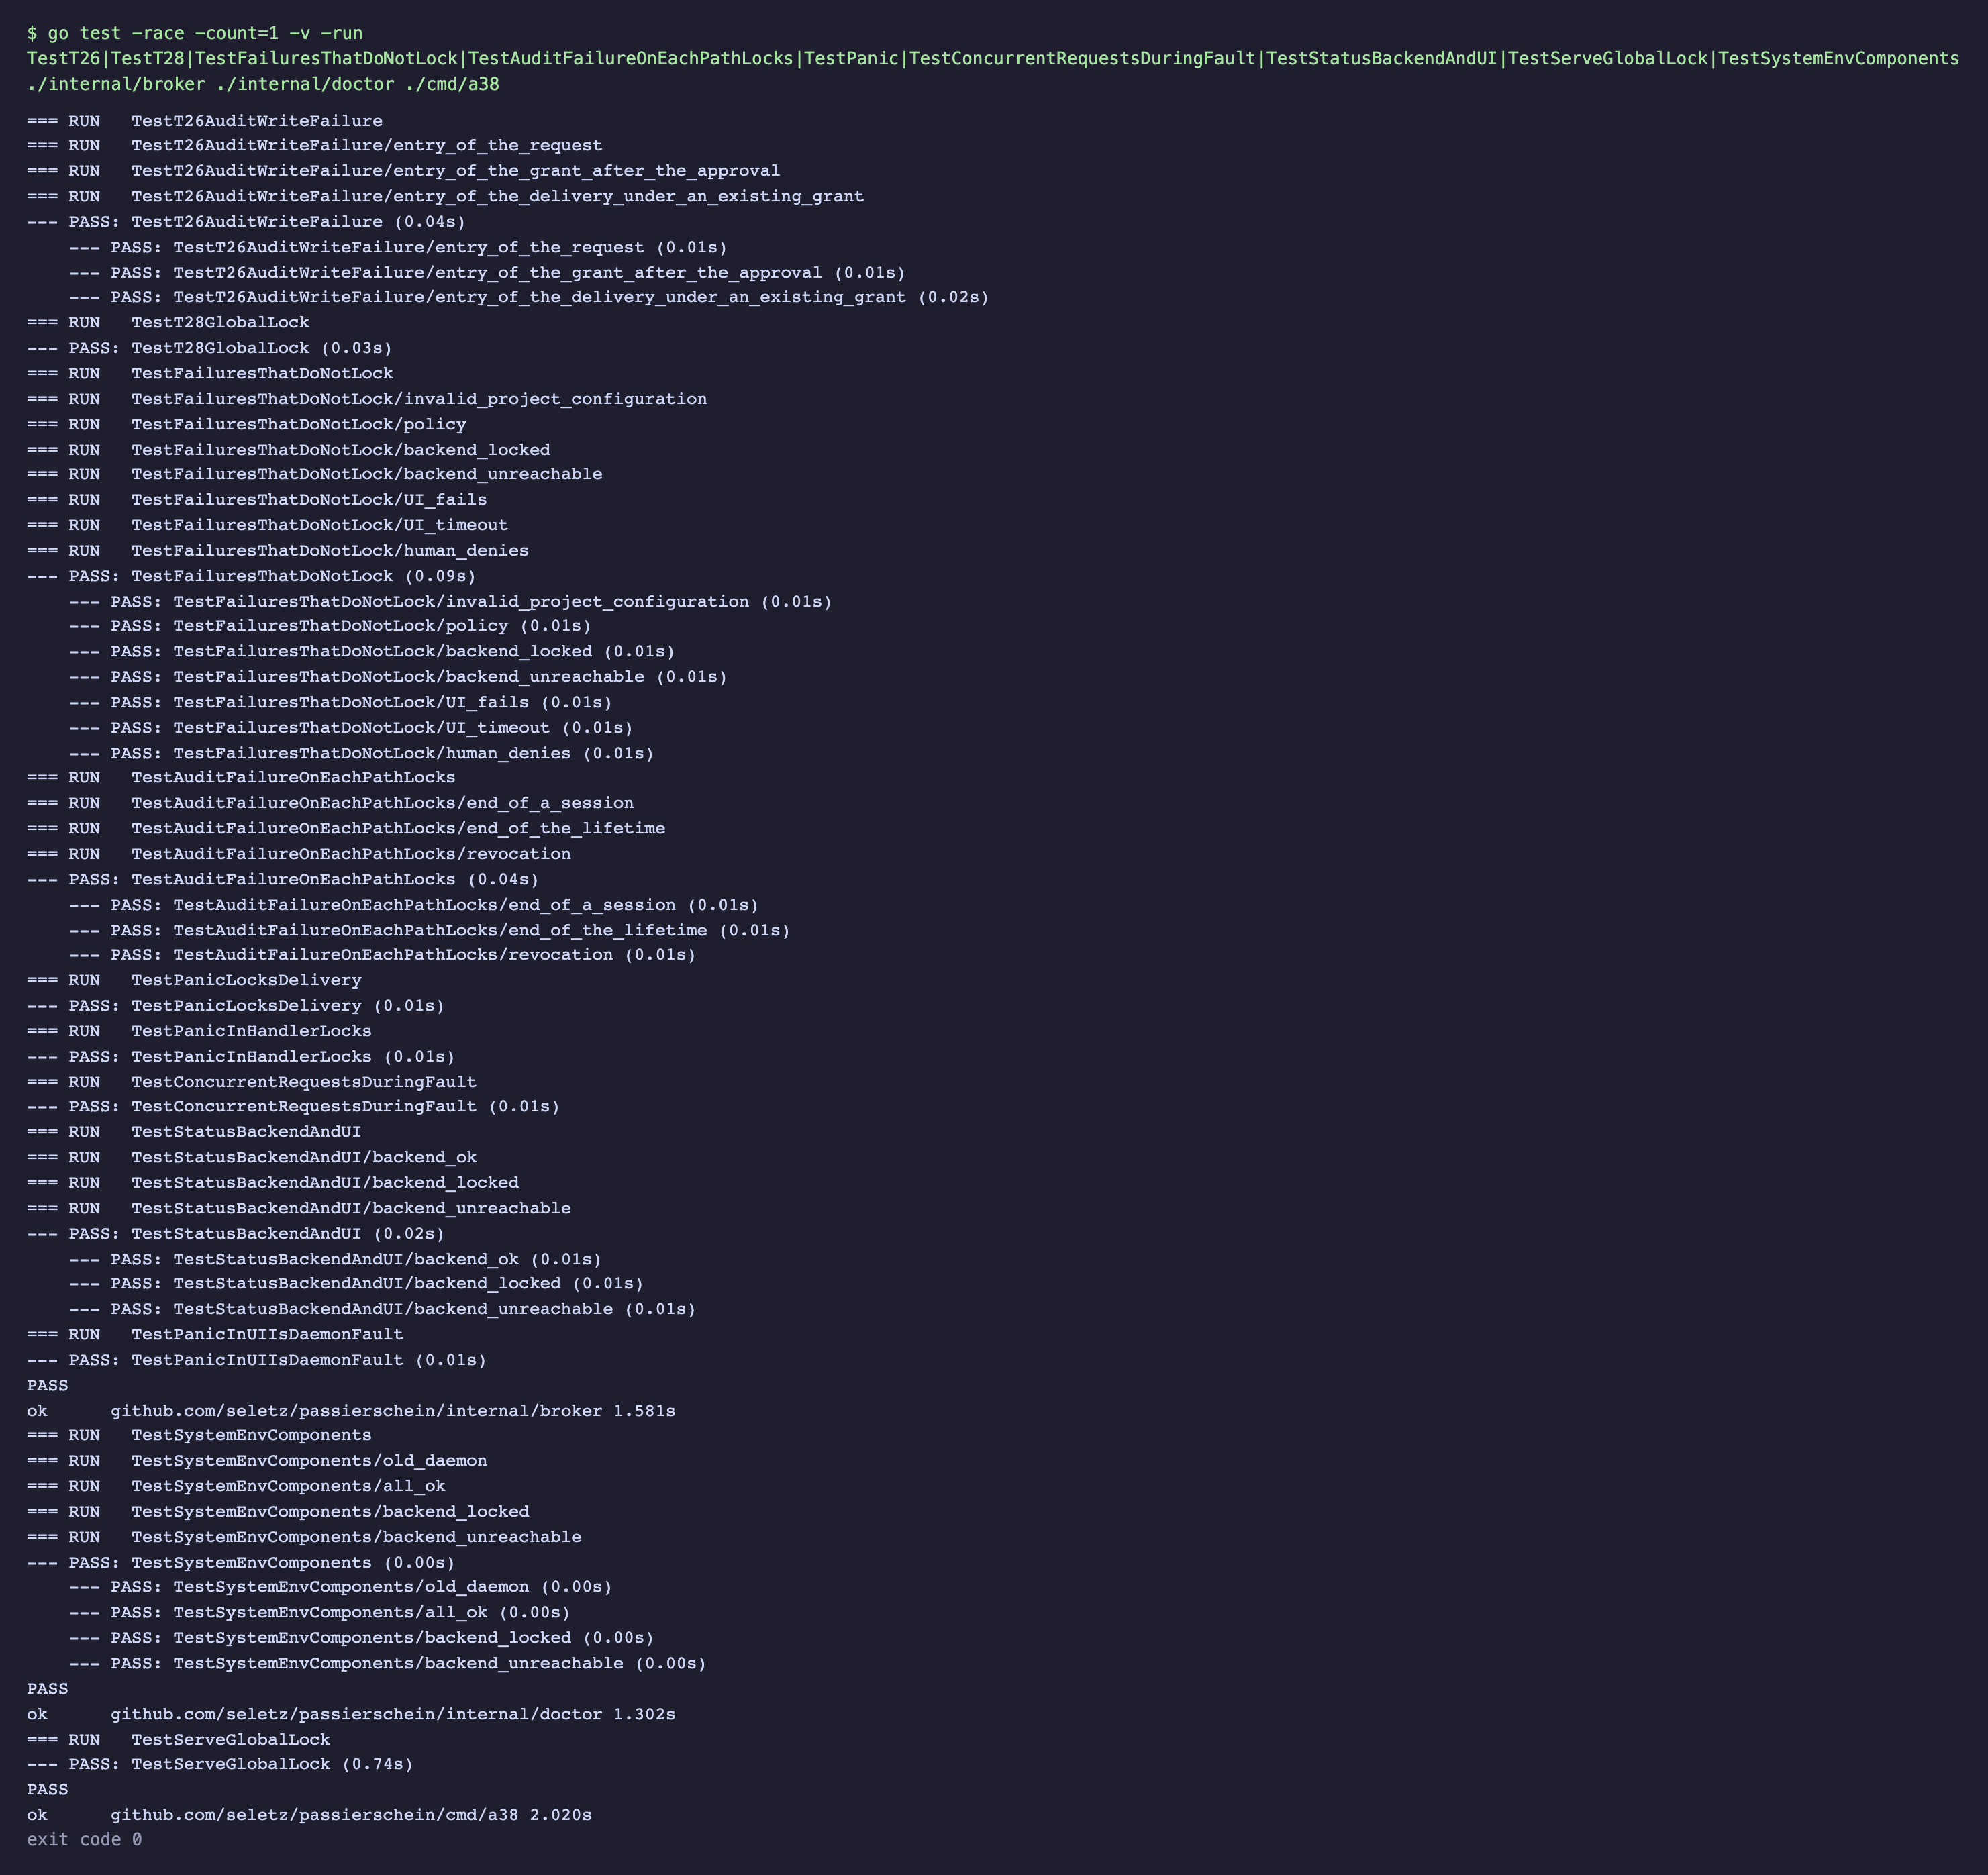 $ go test -race -count=1 -v -run
TestT26|TestT28|TestFailuresThatDoNotLock|TestAuditFailureOnEachPathLocks|TestPanic|TestConcurrentRequestsDuringFault|TestStatusBackendAndUI|TestServeGlobalLock|TestSystemEnvComponents
./internal/broker ./internal/doctor ./cmd/a38
=== RUN   TestT26AuditWriteFailure
=== RUN   TestT26AuditWriteFailure/entry_of_the_request
=== RUN   TestT26AuditWriteFailure/entry_of_the_grant_after_the_approval
=== RUN   TestT26AuditWriteFailure/entry_of_the_delivery_under_an_existing_grant
--- PASS: TestT26AuditWriteFailure (0.04s)
    --- PASS: TestT26AuditWriteFailure/entry_of_the_request (0.01s)
    --- PASS: TestT26AuditWriteFailure/entry_of_the_grant_after_the_approval (0.01s)
    --- PASS: TestT26AuditWriteFailure/entry_of_the_delivery_under_an_existing_grant (0.02s)
=== RUN   TestT28GlobalLock
--- PASS: TestT28GlobalLock (0.03s)
=== RUN   TestFailuresThatDoNotLock
=== RUN   TestFailuresThatDoNotLock/invalid_project_configuration
=== RUN   TestFailuresThatDoNotLock/policy
=== RUN   TestFailuresThatDoNotLock/backend_locked
=== RUN   TestFailuresThatDoNotLock/backend_unreachable
=== RUN   TestFailuresThatDoNotLock/UI_fails
=== RUN   TestFailuresThatDoNotLock/UI_timeout
=== RUN   TestFailuresThatDoNotLock/human_denies
--- PASS: TestFailuresThatDoNotLock (0.09s)
    --- PASS: TestFailuresThatDoNotLock/invalid_project_configuration (0.01s)
    --- PASS: TestFailuresThatDoNotLock/policy (0.01s)
    --- PASS: TestFailuresThatDoNotLock/backend_locked (0.01s)
    --- PASS: TestFailuresThatDoNotLock/backend_unreachable (0.01s)
    --- PASS: TestFailuresThatDoNotLock/UI_fails (0.01s)
    --- PASS: TestFailuresThatDoNotLock/UI_timeout (0.01s)
    --- PASS: TestFailuresThatDoNotLock/human_denies (0.01s)
=== RUN   TestAuditFailureOnEachPathLocks
=== RUN   TestAuditFailureOnEachPathLocks/end_of_a_session
=== RUN   TestAuditFailureOnEachPathLocks/end_of_the_lifetime
=== RUN   TestAuditFailureOnEachPathLocks/revocation
--- PASS: TestAuditFailureOnEachPathLocks (0.04s)
    --- PASS: TestAuditFailureOnEachPathLocks/end_of_a_session (0.01s)
    --- PASS: TestAuditFailureOnEachPathLocks/end_of_the_lifetime (0.01s)
    --- PASS: TestAuditFailureOnEachPathLocks/revocation (0.01s)
=== RUN   TestPanicLocksDelivery
--- PASS: TestPanicLocksDelivery (0.01s)
=== RUN   TestPanicInHandlerLocks
--- PASS: TestPanicInHandlerLocks (0.01s)
=== RUN   TestConcurrentRequestsDuringFault
--- PASS: TestConcurrentRequestsDuringFault (0.01s)
=== RUN   TestStatusBackendAndUI
=== RUN   TestStatusBackendAndUI/backend_ok
=== RUN   TestStatusBackendAndUI/backend_locked
=== RUN   TestStatusBackendAndUI/backend_unreachable
--- PASS: TestStatusBackendAndUI (0.02s)
    --- PASS: TestStatusBackendAndUI/backend_ok (0.01s)
    --- PASS: TestStatusBackendAndUI/backend_locked (0.01s)
    --- PASS: TestStatusBackendAndUI/backend_unreachable (0.01s)
=== RUN   TestPanicInUIIsDaemonFault
--- PASS: TestPanicInUIIsDaemonFault (0.01s)
PASS
ok      github.com/seletz/passierschein/internal/broker 1.581s
=== RUN   TestSystemEnvComponents
=== RUN   TestSystemEnvComponents/old_daemon
=== RUN   TestSystemEnvComponents/all_ok
=== RUN   TestSystemEnvComponents/backend_locked
=== RUN   TestSystemEnvComponents/backend_unreachable
--- PASS: TestSystemEnvComponents (0.00s)
    --- PASS: TestSystemEnvComponents/old_daemon (0.00s)
    --- PASS: TestSystemEnvComponents/all_ok (0.00s)
    --- PASS: TestSystemEnvComponents/backend_locked (0.00s)
    --- PASS: TestSystemEnvComponents/backend_unreachable (0.00s)
PASS
ok      github.com/seletz/passierschein/internal/doctor 1.302s
=== RUN   TestServeGlobalLock
--- PASS: TestServeGlobalLock (0.74s)
PASS
ok      github.com/seletz/passierschein/cmd/a38 2.020s
exit code 0